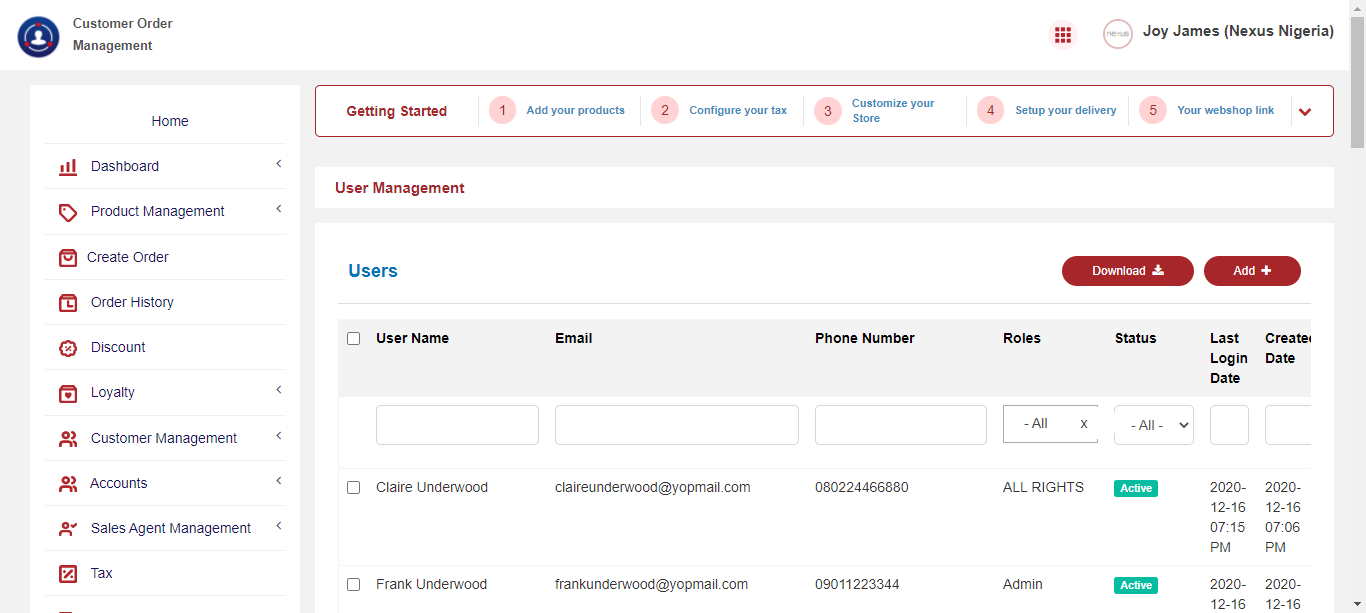 Customer Order
Management
nexus
Joy James (Nexus Nigeria)
Home
Dashboard
Product Management
Create Order
Order History
Discount
Loyalty
Customer Management
Accounts
Sales Agent Management
Tax
Getting Started
1 Add your products
2 Configure your tax
3 Customize your
Store
4 Setup your delivery
5 Your webshop link
User Management
Users
Download
Add +
User Name Email Phone Number Roles Status Last Create
Login Date
Date
- All x - All -
Claire Underwood claireunderwood@yopmail.com 080224466880 ALL RIGHTS Active 2020- 2020-
12-16 12-16
07:15 07:06
PM PM
Frank Underwood frankunderwood@yopmail.com 09011223344 Admin Active 2020- 2020-
12-16 12-16